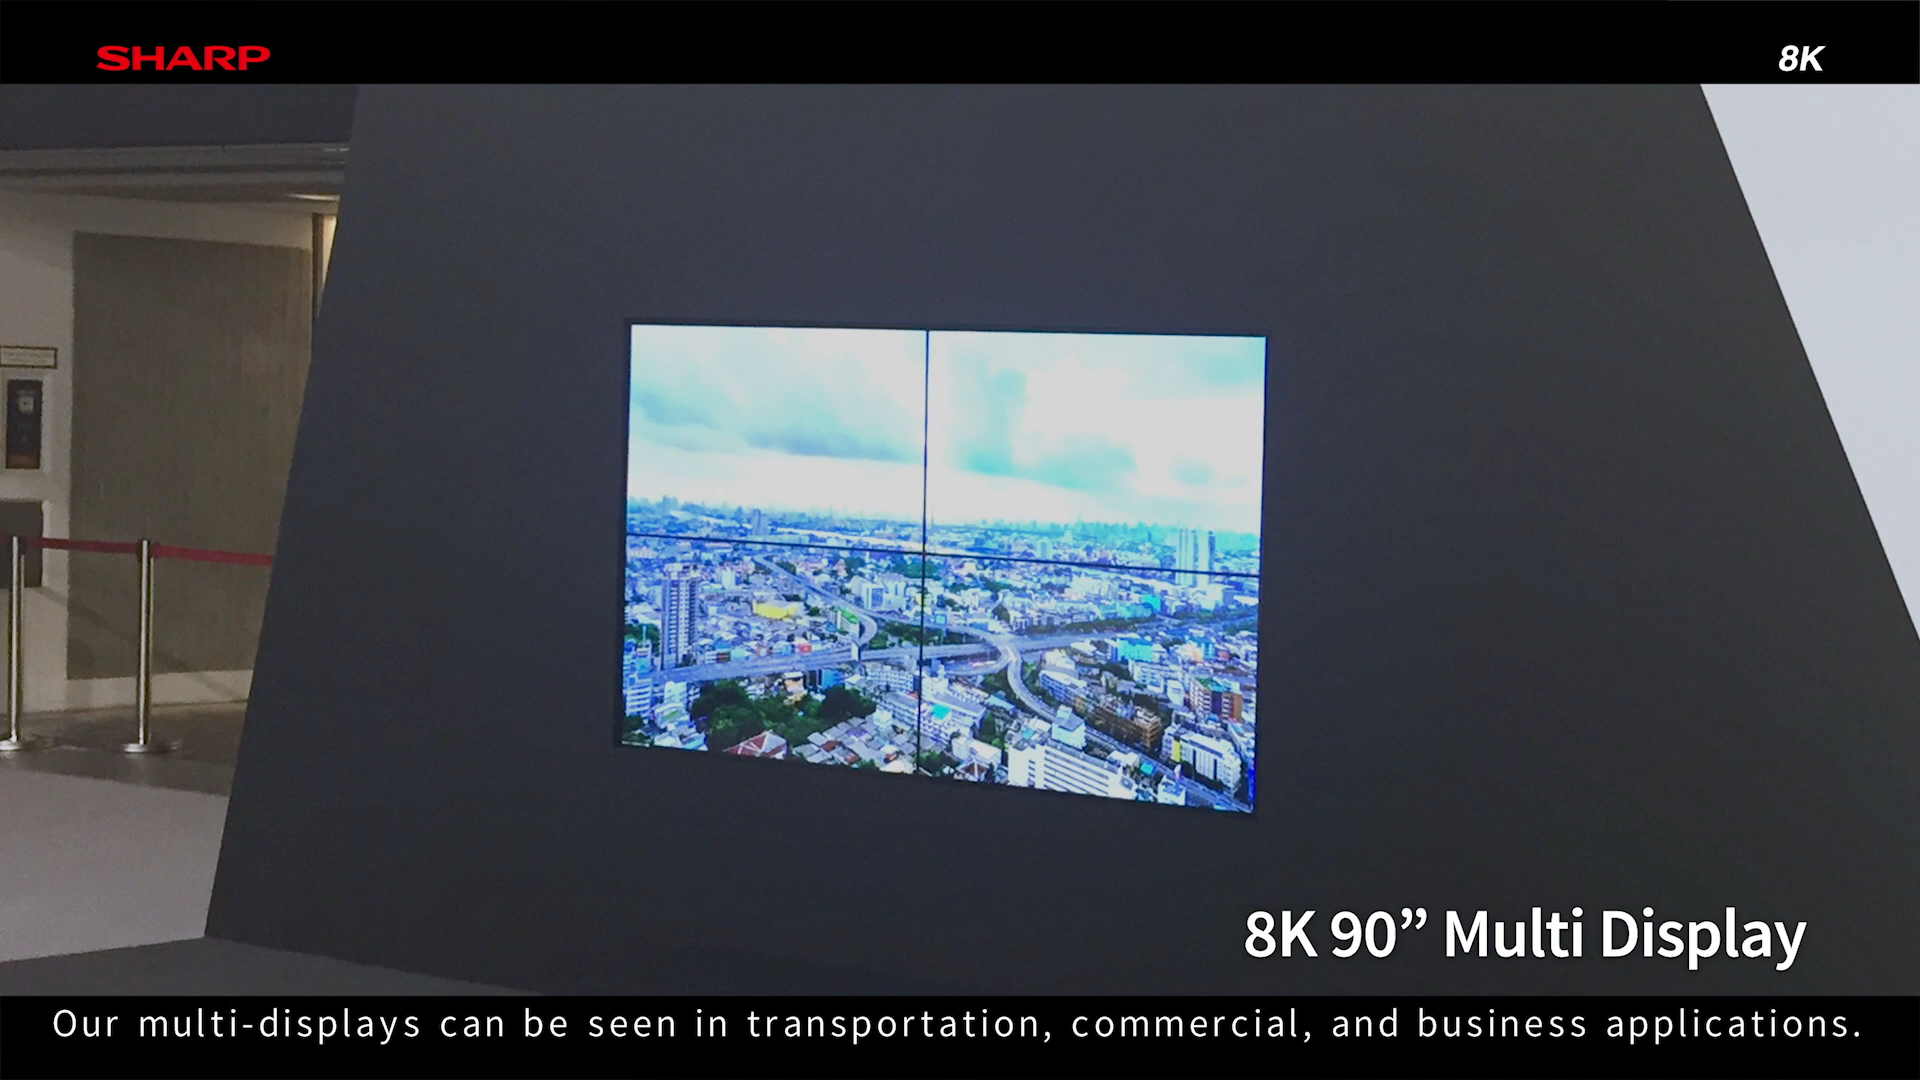 SHARP
8K
8K 90” Multi Display
Our multi-displays can be seen in transportation, commercial, and business applications.